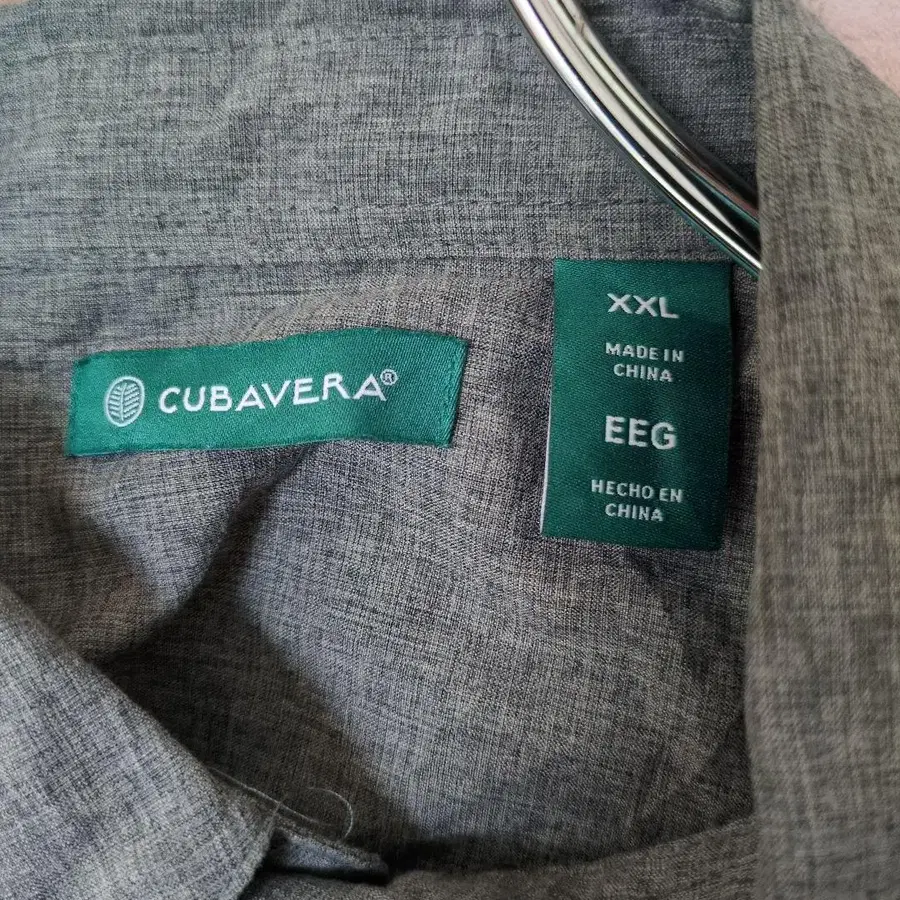 CUBAVERA®
XXL
MADE IN
CHINA
EEG
HECHO EN
CHINA